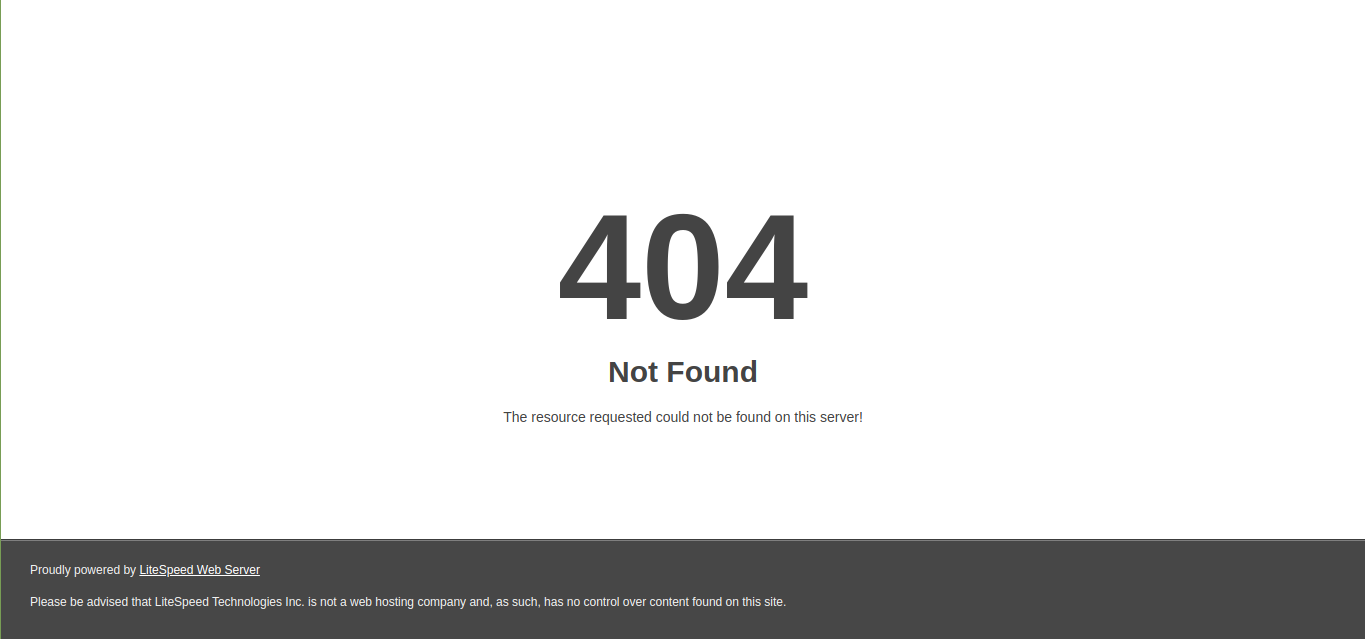 404
Not Found
The resource requested could not be found on this server!
Proudly powered by LiteSpeed Web Server
Please be advised that LiteSpeed Technologies Inc. is not a web hosting company and, as such, has no control over content found on this site.